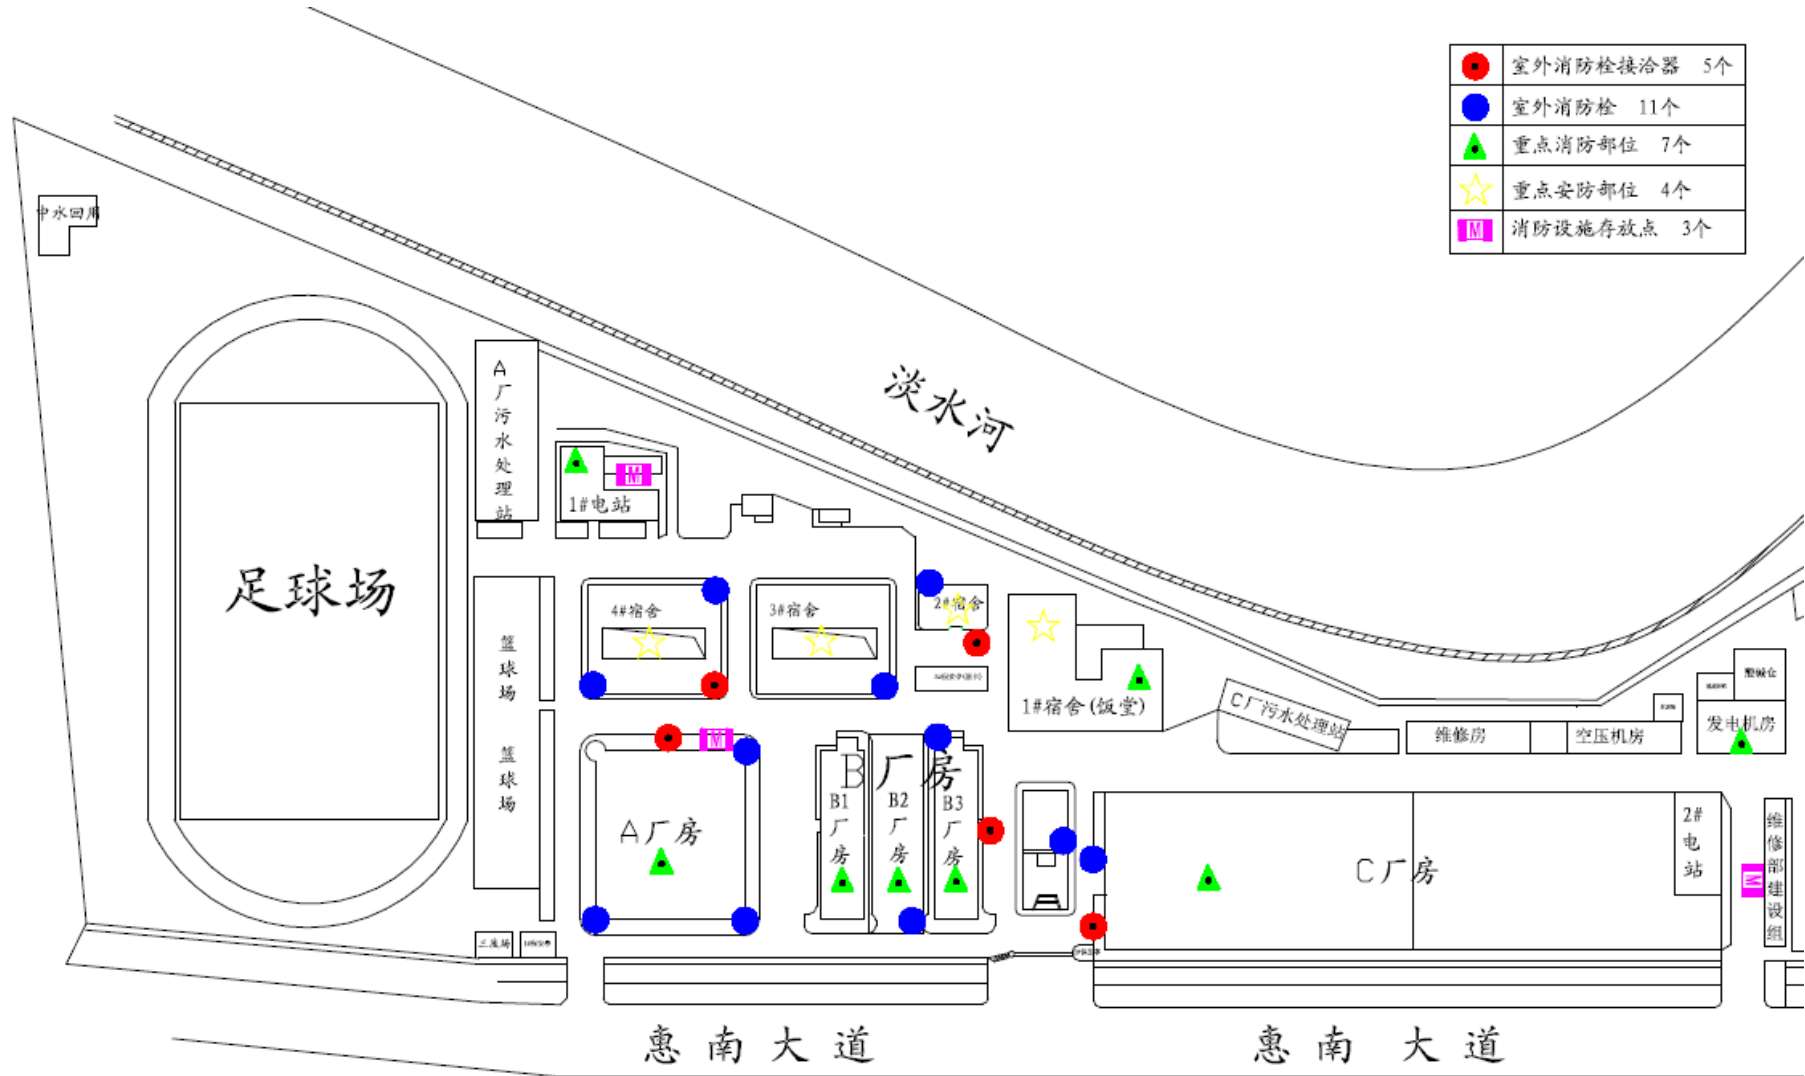 室外消防栓接洽器 5个
室外消防栓 11个
重点消防部位 7个
重点安防部位 4个
M 消防设施存放点 3个
中水回用
淡水河
A厂污水处理站
M
1#电站
足球场
篮球场
篮球场
4#宿舍
3#宿舍
2#宿舍
1#宿舍(饭堂)
C厂污水处理站
维修房
空压机房
酸碱仓
发电机房
M
A厂房
B厂房
B1厂房
B2厂房
B3厂房
C厂房
2#电站
M
维修部建设组
三废场
惠南大道
惠南大道